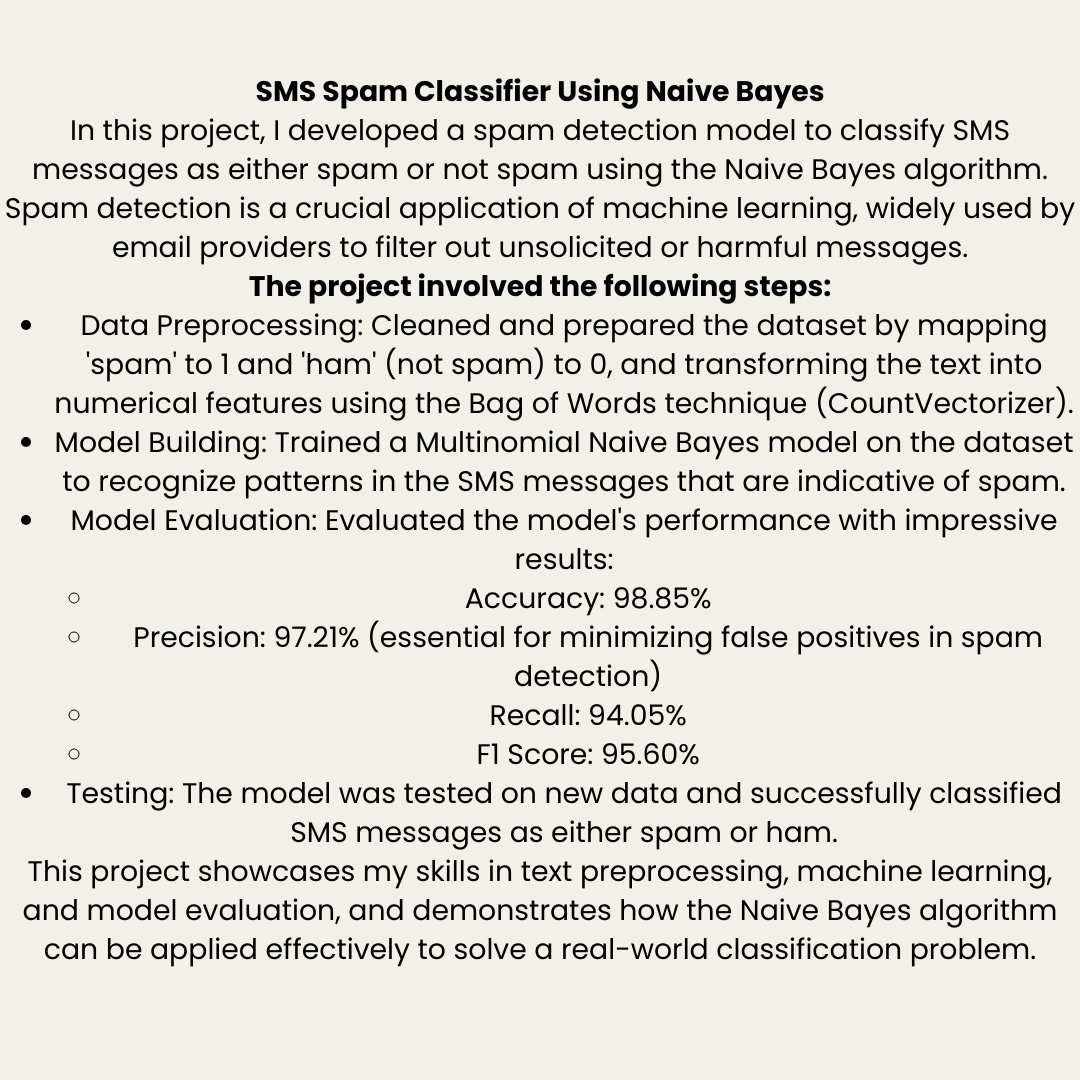 SMS Spam Classifier Using Naive Bayes
In this project, I developed a spam detection model to classify SMS
messages as either spam or not spam using the Naive Bayes algorithm.
Spam detection is a crucial application of machine learning, widely used by
email providers to filter out unsolicited or harmful messages.
The project involved the following steps:
• Data Preprocessing: Cleaned and prepared the dataset by mapping
'spam' to 1 and 'ham' (not spam) to 0, and transforming the text into
numerical features using the Bag of Words technique (CountVectorizer).
• Model Building: Trained a Multinomial Naive Bayes model on the dataset
to recognize patterns in the SMS messages that are indicative of spam.
• Model Evaluation: Evaluated the model's performance with impressive
results:
◦ Accuracy: 98.85%
◦ Precision: 97.21% (essential for minimizing false positives in spam
detection)
◦ Recall: 94.05%
◦ F1 Score: 95.60%
• Testing: The model was tested on new data and successfully classified
SMS messages as either spam or ham.
This project showcases my skills in text preprocessing, machine learning,
and model evaluation, and demonstrates how the Naive Bayes algorithm
can be applied effectively to solve a real-world classification problem.